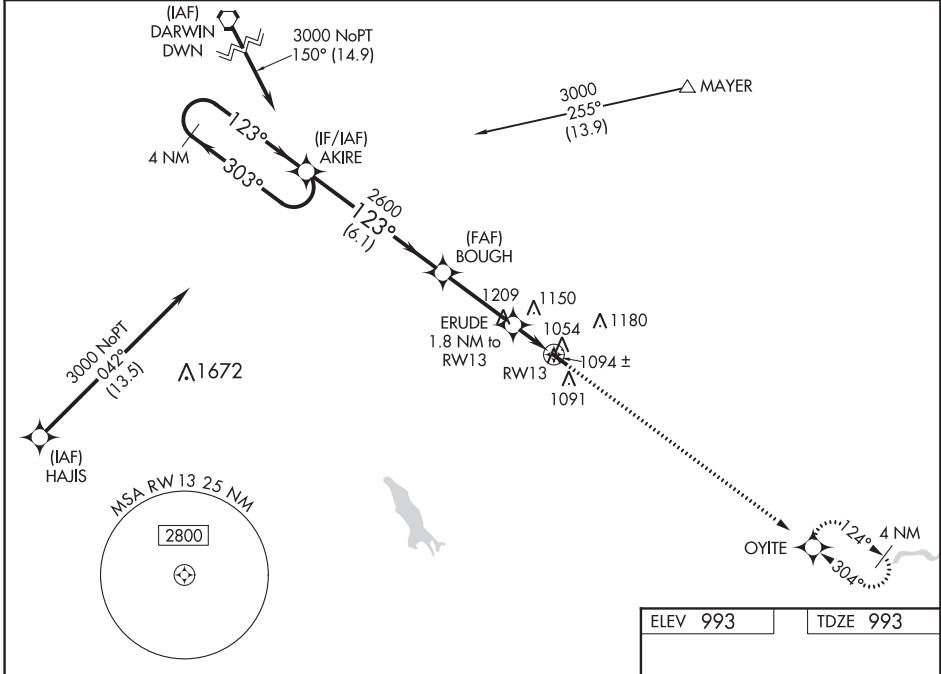 (IAF)
DARWIN
DWN
3000 NoPT
150° (14.9)
3000
255°
(13.9)
MAYER
123°
4 NM
303°
(IF/IAF)
AKIRE
2600
123°
(6.1)
(FAF)
BOUGH
1209
1150
ERUDE
1.8 NM to
RW13
1054
1180
RW13
1094 ±
1091
3000 NoPT
042°
(13.5)
1672
(IAF)
HAJIS
MSA RW 13 25 NM
2800
OYITE
124°
4 NM
304°
ELEV 993
TDZE 993